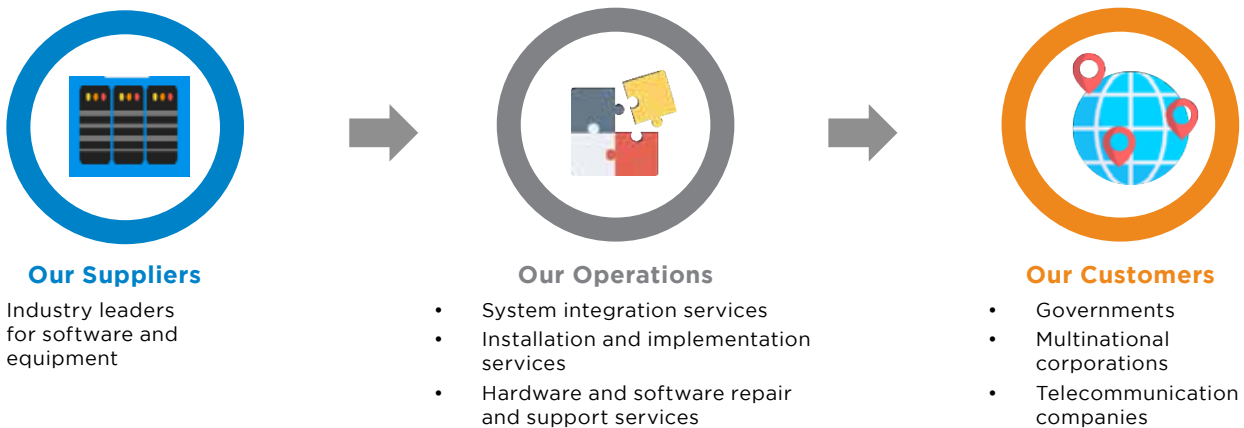 Our Suppliers
Industry leaders
for software and
equipment
Our Operations
• System integration services
• Installation and implementation
services
• Hardware and software repair
and support services
Our Customers
• Governments
• Multinational
corporations
• Telecommunication
companies